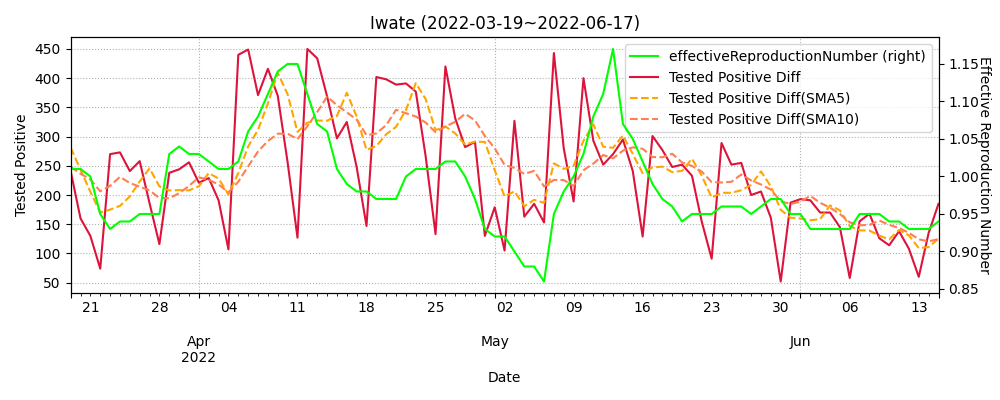 Iwate (2022-03-19~2022-06-17)
effectiveReproductionNumber (right)
Tested Positive Diff
Tested Positive Diff(SMA5)
Tested Positive Diff(SMA10)
Tested Positive
450
400
350
300
250
200
150
100
50
1.15
1.10
1.05
1.00
0.95
0.90
0.85
Effective Reproduction Number
21 28 04 11 18 25 02 09 16 23 30 06 13
Apr May Jun
2022
Date